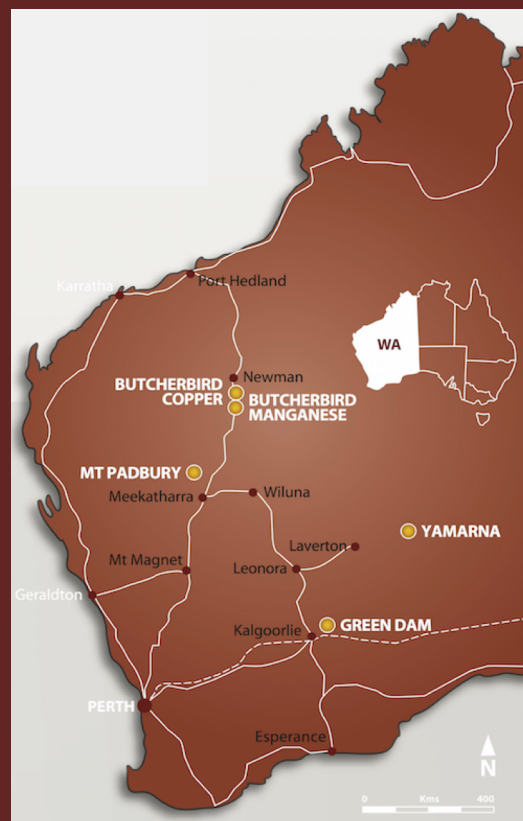 Karratha
Port Hedland
WA
Newman
BUTCHERBIRD
COPPER
BUTCHERBIRD
MANGANESE
MT PADBURY
Meekatharra
Wiluna
YAMARNA
Laverton
Mt Magnet
Leonora
Geraldton
GREEN DAM
Kalgoorlie
PERTH
Esperance
N
0 Kms 400